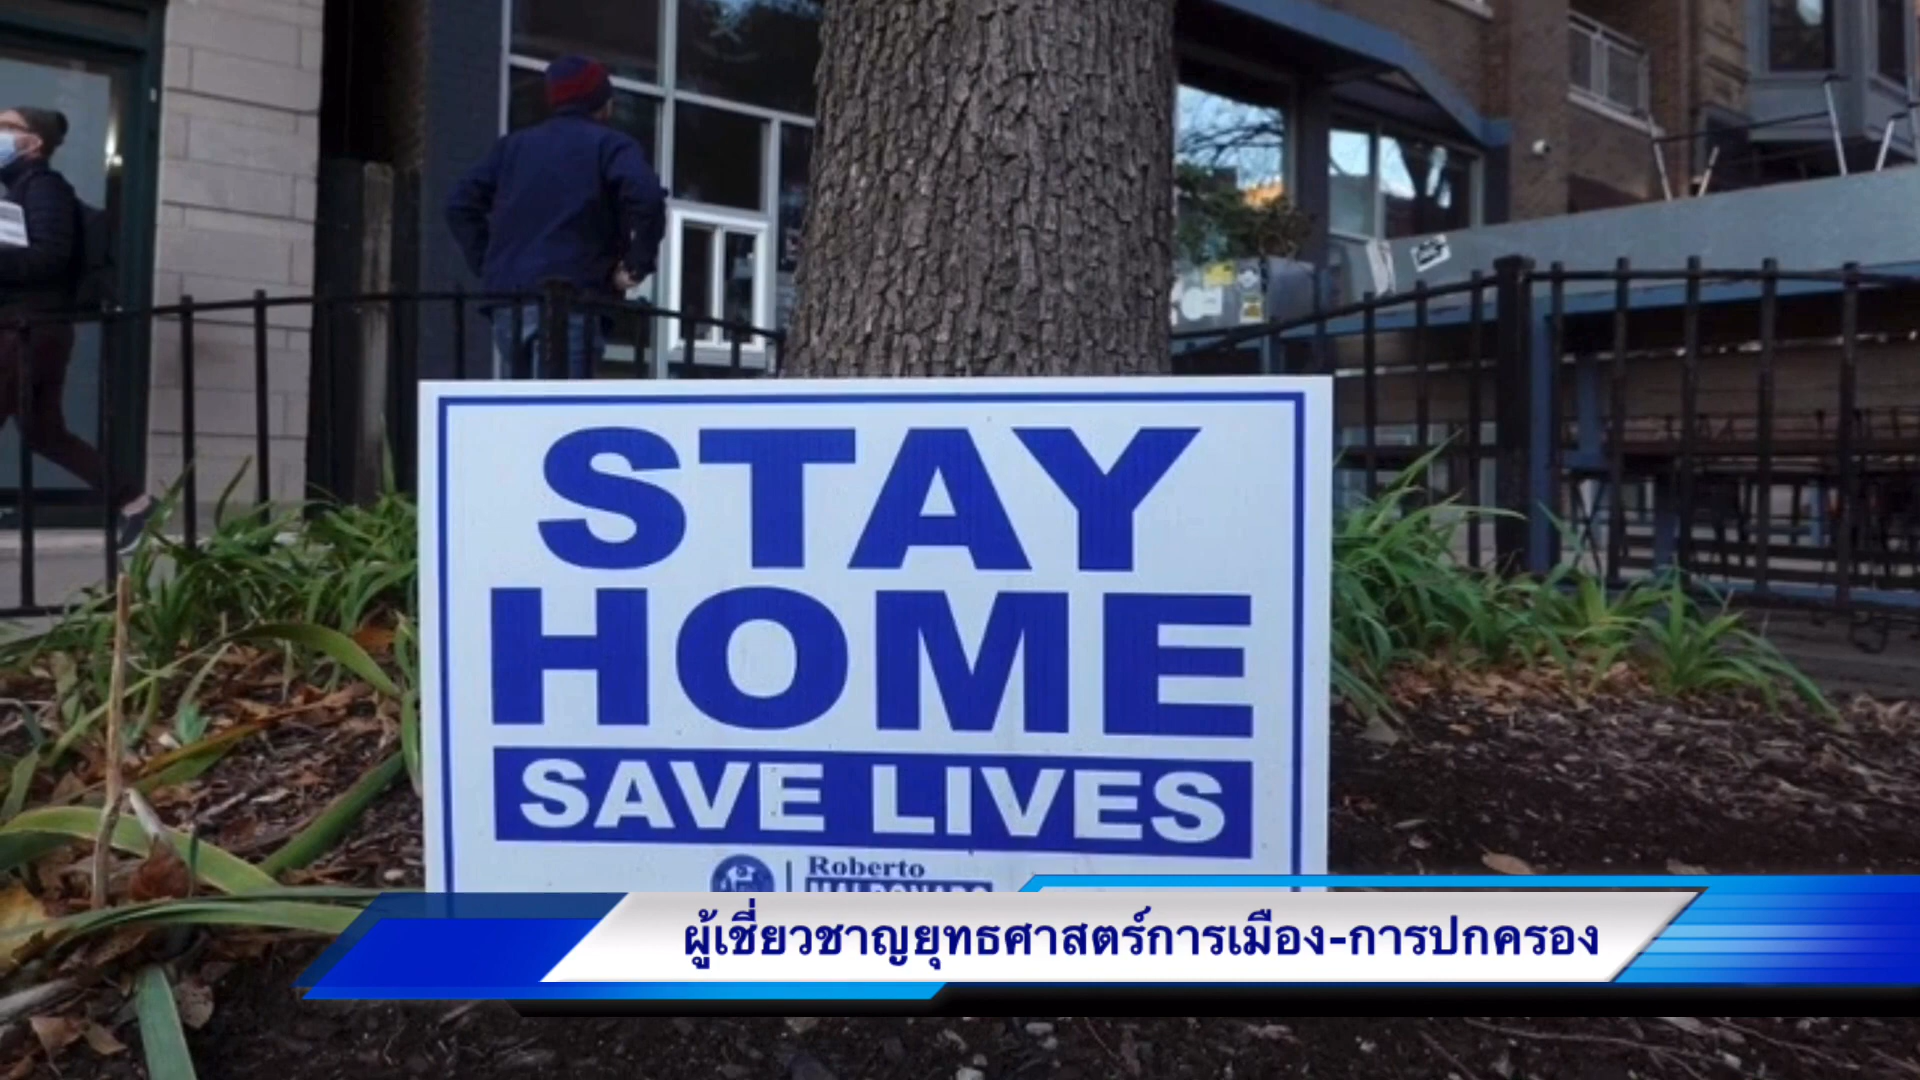 STAY
HOME
SAVE LIVES
Roberto
MALDONADO
ผู้เชี่ยวชาญยุทธศาสตร์การเมือง-การปกครอง